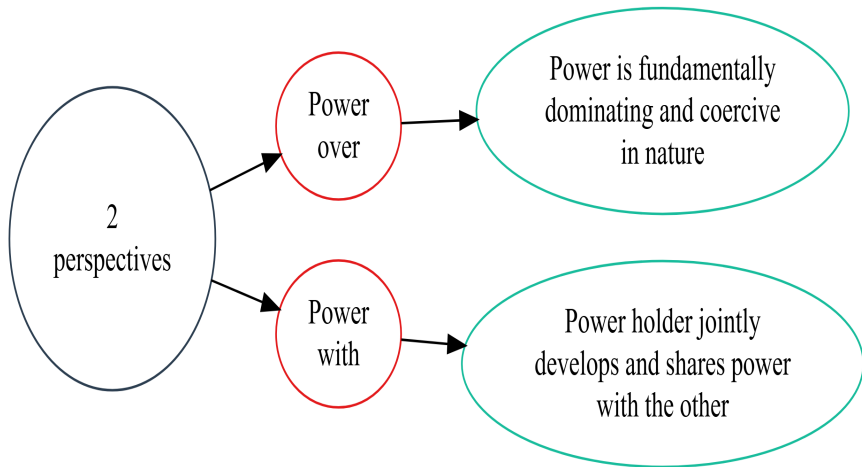 2
perspectives
Power
over
Power is fundamentally
dominating and coercive
in nature
Power
with
Power holder jointly
develops and shares power
with the other